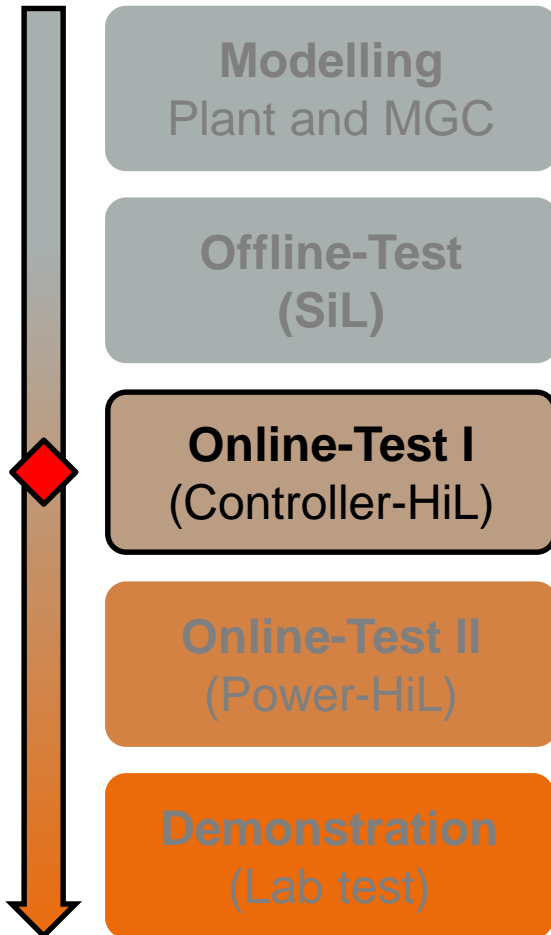 Modelling
Plant and MGC
Offline-Test
(SiL)
Online-Test I
(Controller-HiL)
Online-Test II
(Power-HiL)
Demonstration
(Lab test)